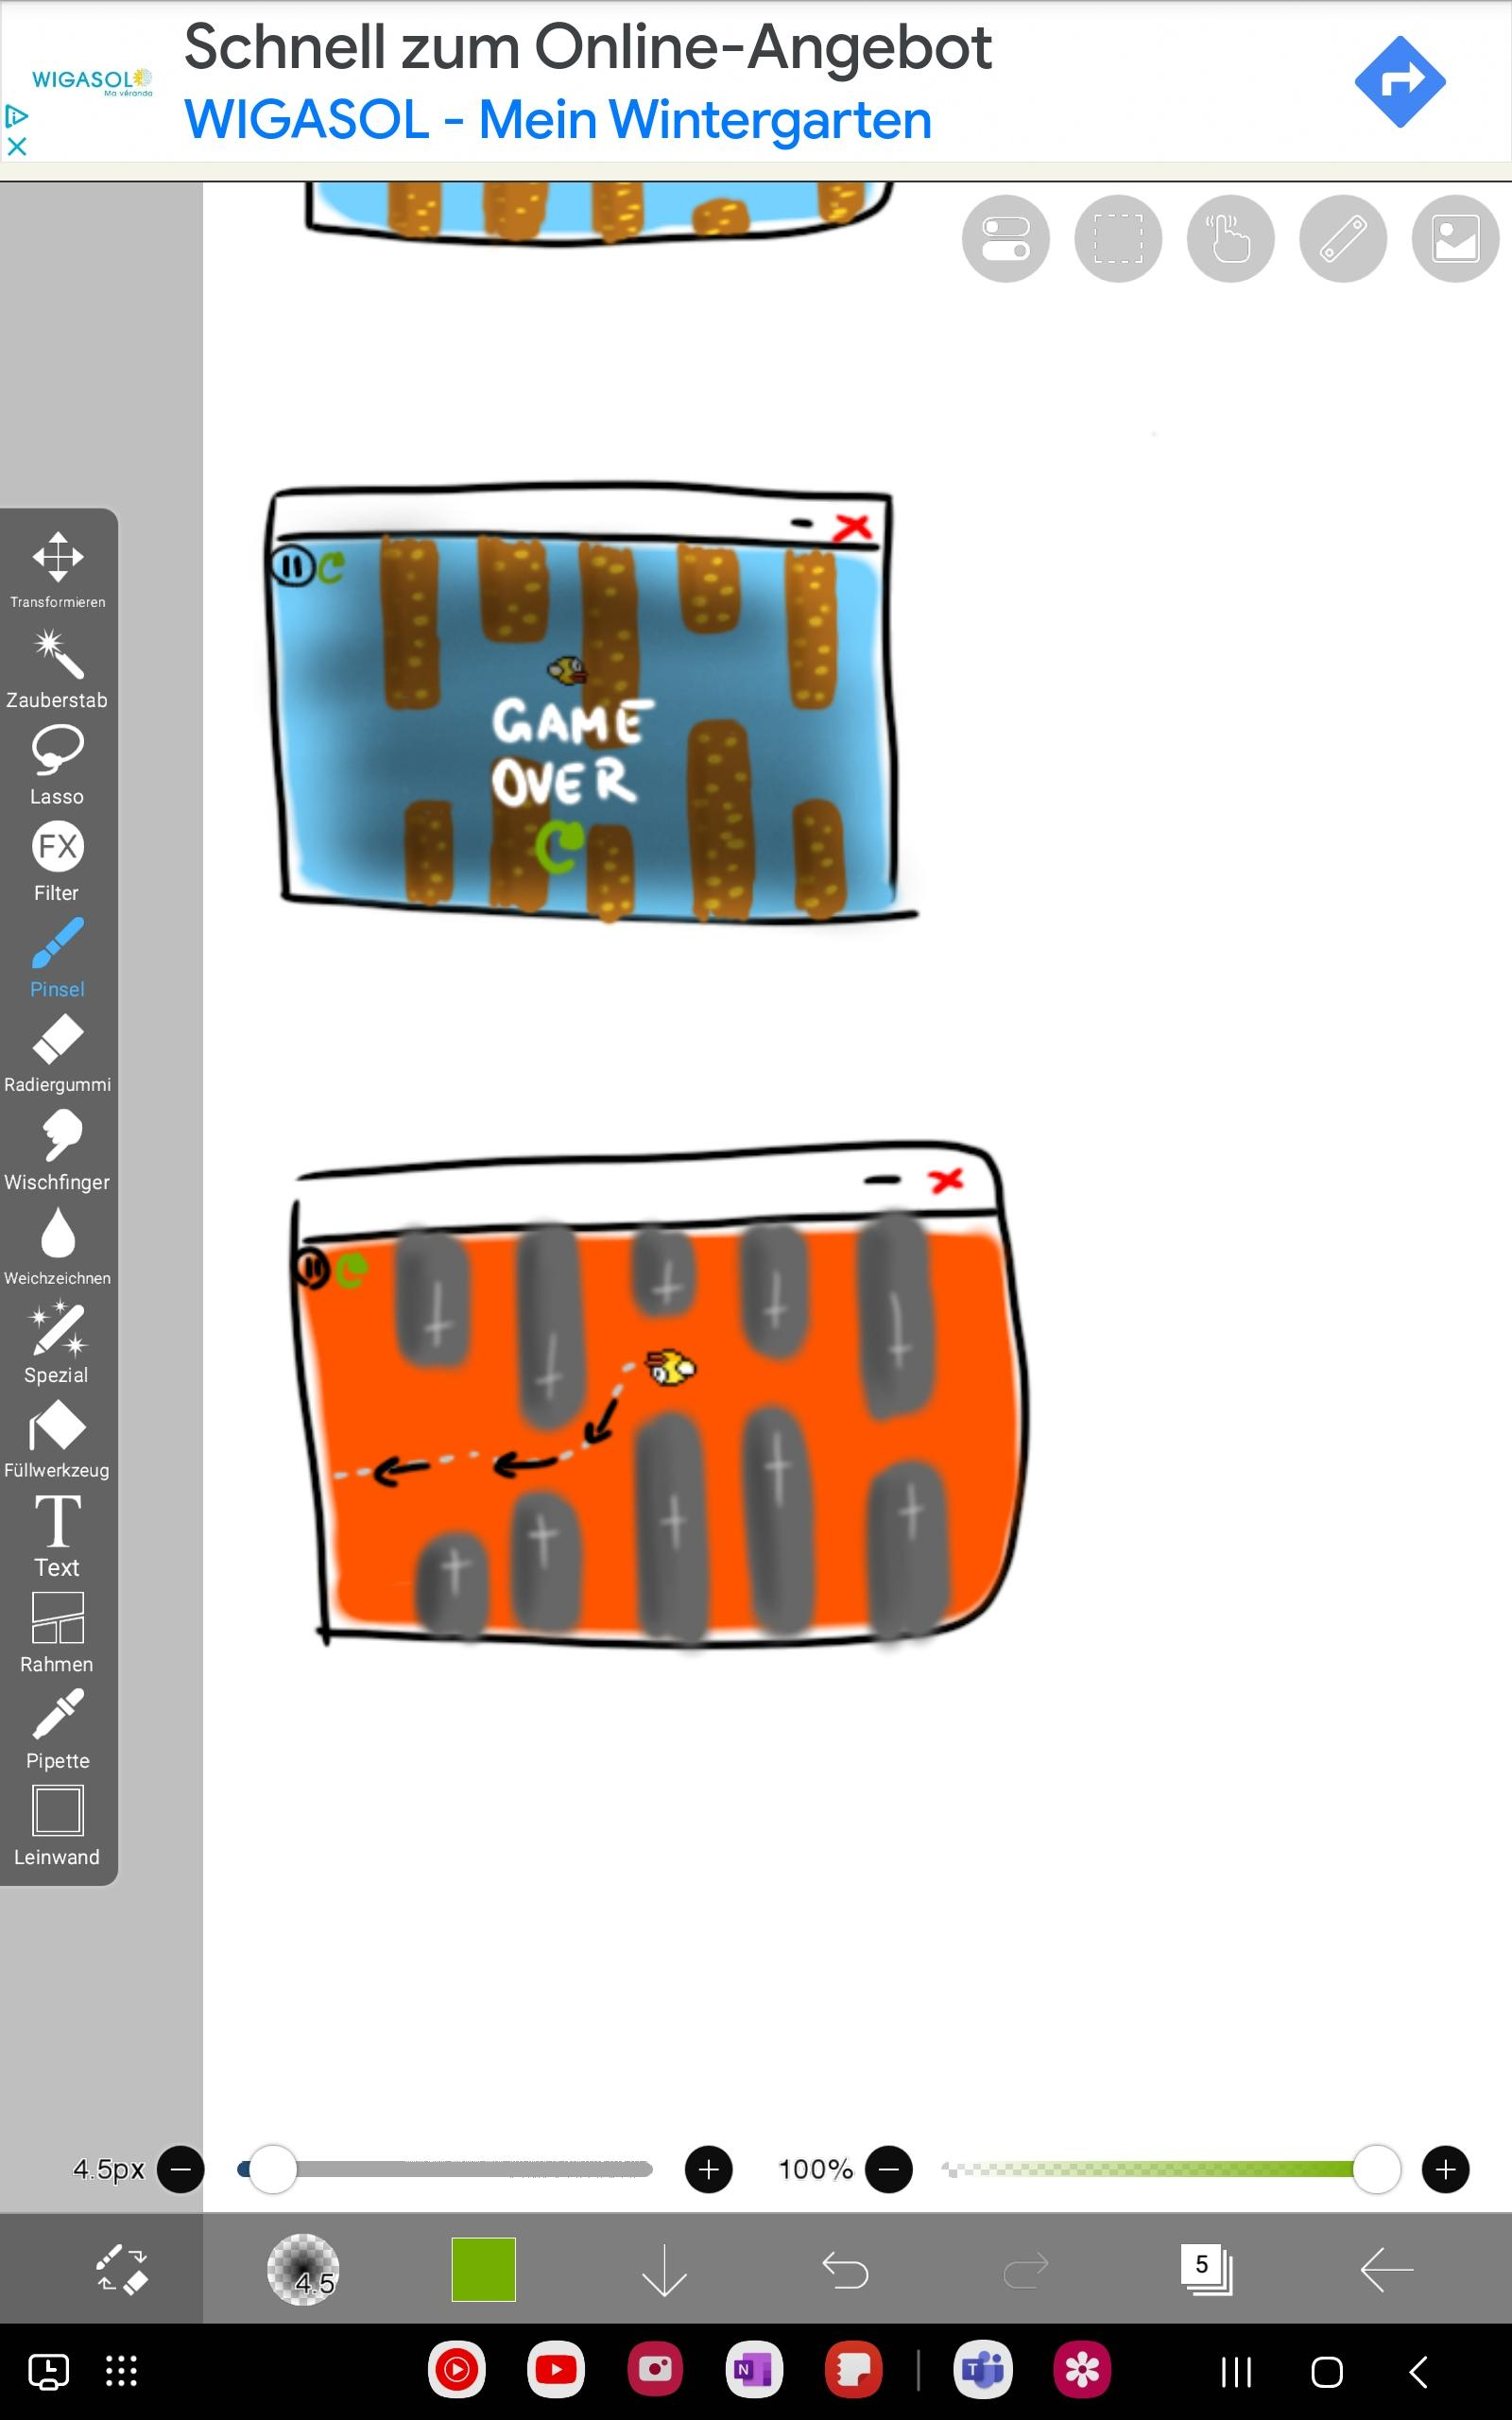 Schnell zum Online-Angebot
WIGASOL
Ma véranda
WIGASOL - Mein Wintergarten
Transformieren
Zauberstab
Lasso
FX
Filter
Pinsel
Radiergummi
Wischfinger
Weichzeichnen
Spezial
Füllwerkzeug
T
Text
Rahmen
Pipette
Leinwand
GAME
OVER
4.5px
100%
4.5
5
N
T